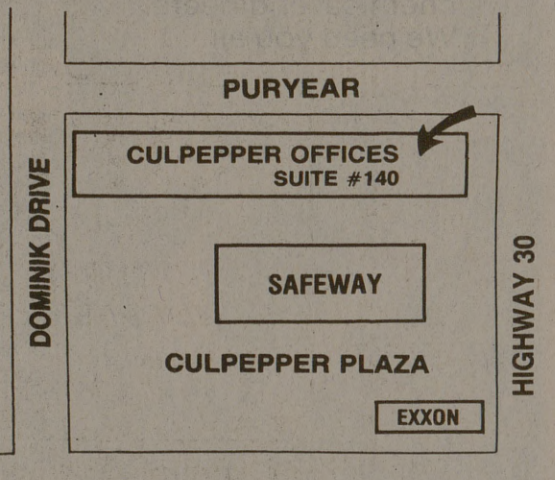 PURYEAR
CULPEPPER OFFICES
SUITE #140
DOMINIK DRIVE
SAFEWAY
HIGHWAY 30
CULPEPPER PLAZA
EXXON